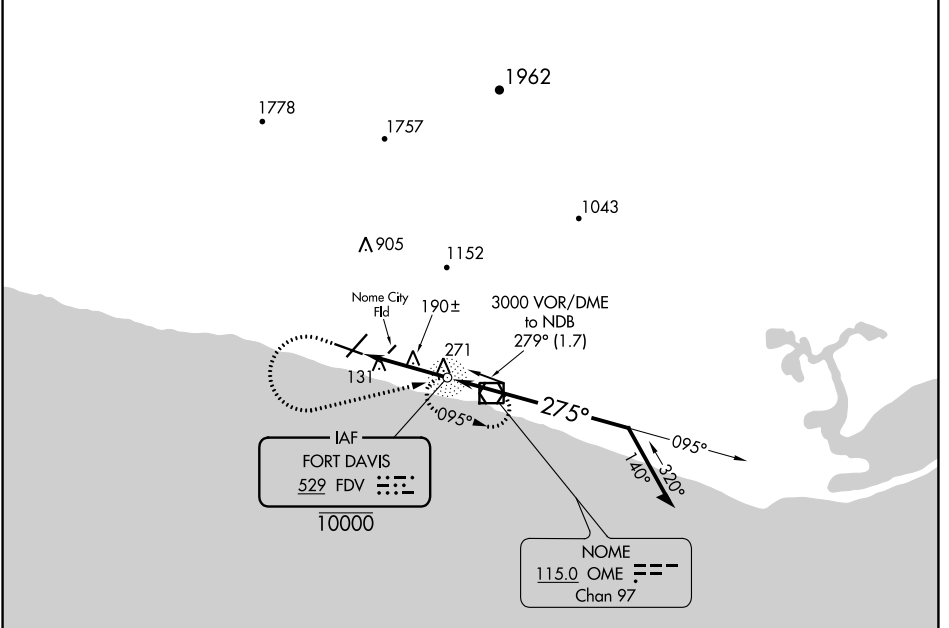 1962
1778
1757
1043
905
1152
Nome City
Fld
190±
3000 VOR/DME
to NDB
279° (1.7)
271
131
275°
095°
095°
140°
320°
IAF
FORT DAVIS
529 FDV
10000
NOME
115.0 OME
Chan 97